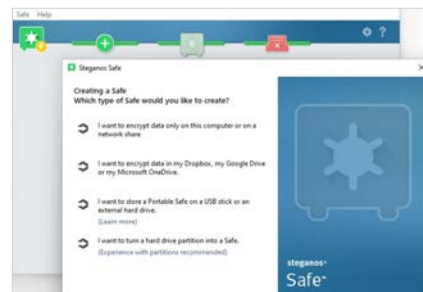 Safe Help
?
Steganos Safe
Creating a Safe
Which type of Safe would you like to create?
I want to encrypt data only on this computer or on a
network share
I want to encrypt data in my Dropbox, my Google Drive
or my Microsoft OneDrive.
I want to store a Portable Safe on a USB stick or an
external hard drive.
(Learn more)
I want to turn a hard drive partition into a Safe.
(Experience with partitions recommended)
steganos™
Safe™